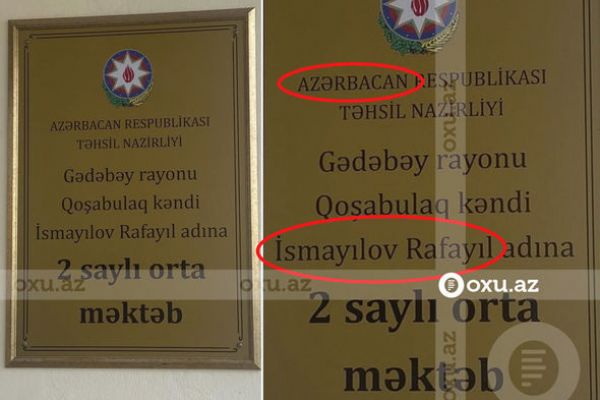 AZƏRBACAN RESPUBLİKASI
TƏHSİL NAZİRLİYİ
Gədəbəy rayonu
Qoşabulaq kəndi
İsmayılov Rafayıl adına
2 saylı orta
məktəb
oxu.az
AZƏRBACAN RESPUBLİKASI
TƏHSİL NAZİRLİYİ
Gədəbəy rayonu
Qoşabulaq kəndi
İsmayılov Rafayıl adına
2 saylı orta
məktəb
oxu.az
oxu.az
oxu.az